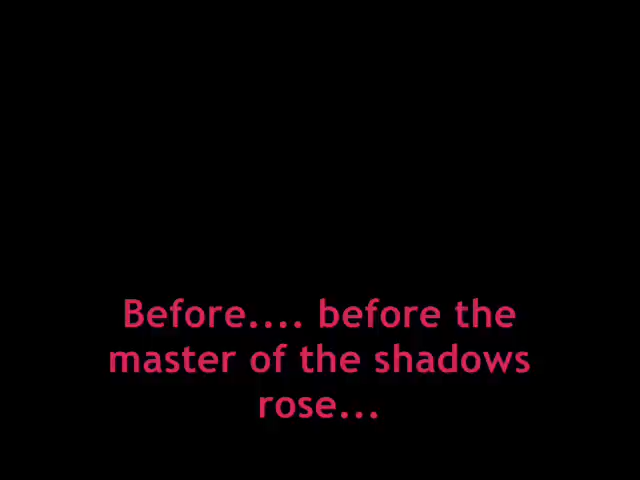 Before.... before the
master of the shadows
rose...